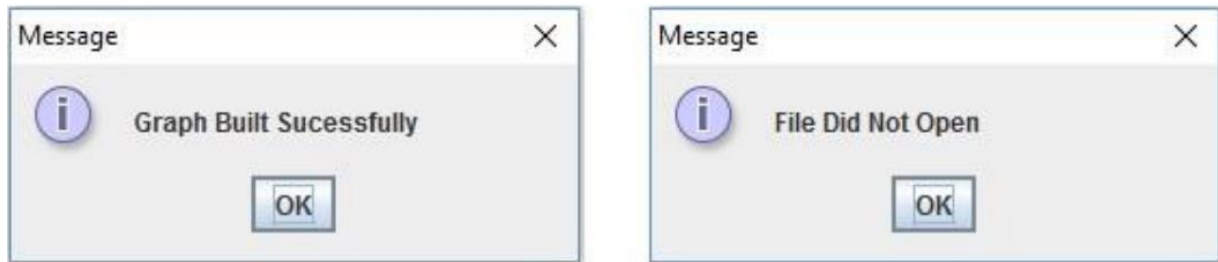 Message
Graph Built Sucessfully
OK
Message
File Did Not Open
OK